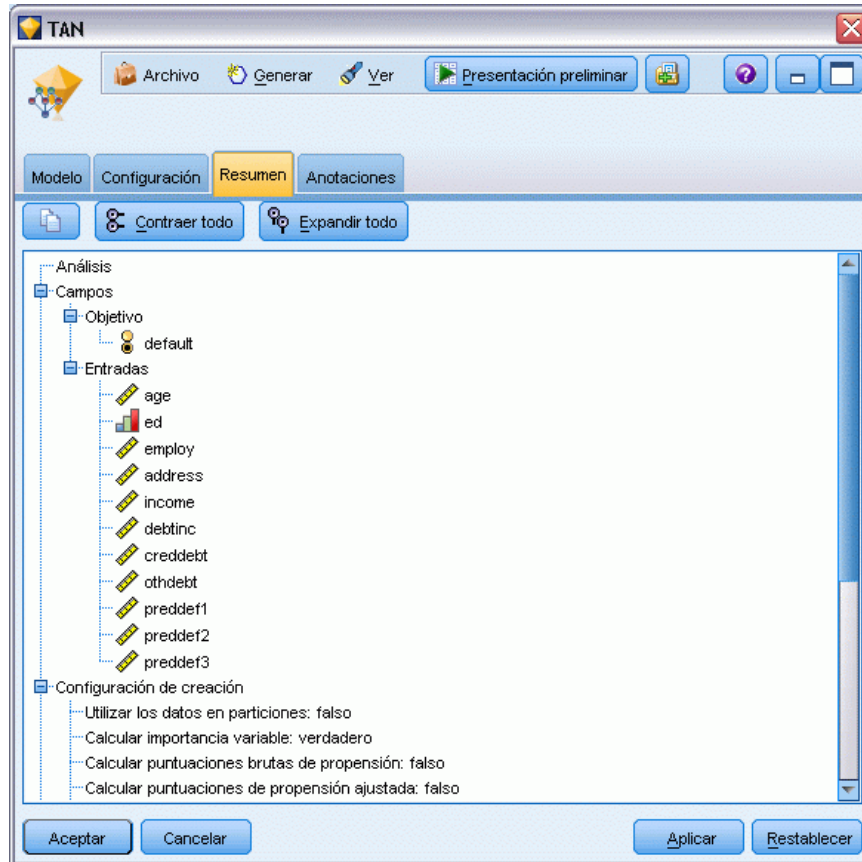 TAN
Archivo Generar Ver Presentación preliminar
Modelo Configuración Resumen Anotaciones
Contraer todo Expandir todo
Análisis
Campos
Objetivo
default
Entradas
age
ed
employ
address
income
debtinc
creddebt
othdebt
preddef1
preddef2
preddef3
Configuración de creación
Utilizar los datos en particiones: falso
Calcular importancia variable: verdadero
Calcular puntuaciones brutas de propensión: falso
Calcular puntuaciones de propensión ajustada: falso
Aceptar Cancelar Aplicar Restablecer